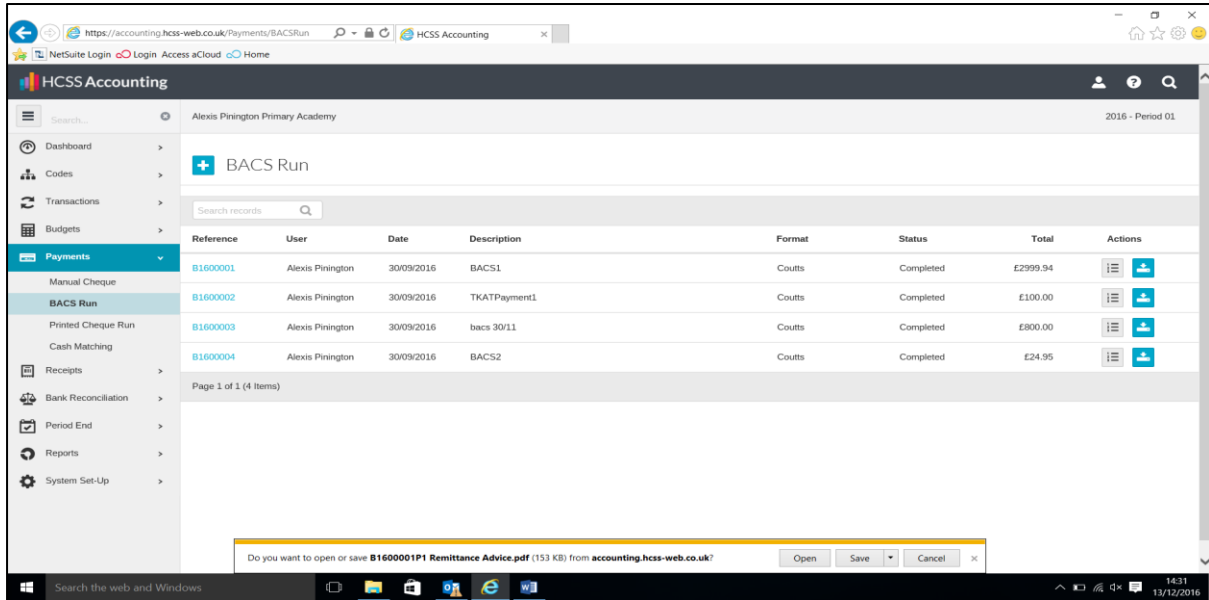 https://accounting.hcss-web.co.uk/Payments/BACSRun HCSS Accounting
NetSuite Login Login Access aCloud Home
HCSS Accounting
Search... Alexis Pinington Primary Academy 2016 - Period 01
Dashboard
BACS Run
Codes
Transactions
Search records
Budgets
Reference User Date Description Format Status Total Actions
Payments
B1600001 Alexis Pinington 30/09/2016 BACS1 Coutts Completed £2999.94
Manual Cheque
B1600002 Alexis Pinington 30/09/2016 TKATPayment1 Coutts Completed £100.00
BACS Run
Printed Cheque Run
B1600003 Alexis Pinington 30/09/2016 bacs 30/11 Coutts Completed £800.00
Cash Matching
B1600004 Alexis Pinington 30/09/2016 BACS2 Coutts Completed £24.95
Receipts
Page 1 of 1 (4 Items)
Bank Reconciliation
Period End
Reports
System Set-Up
Do you want to open or save B1600001P1 Remittance Advice.pdf (153 KB) from accounting.hcss-web.co.uk? Open Save Cancel
Search the web and Windows
14:31
13/12/2016